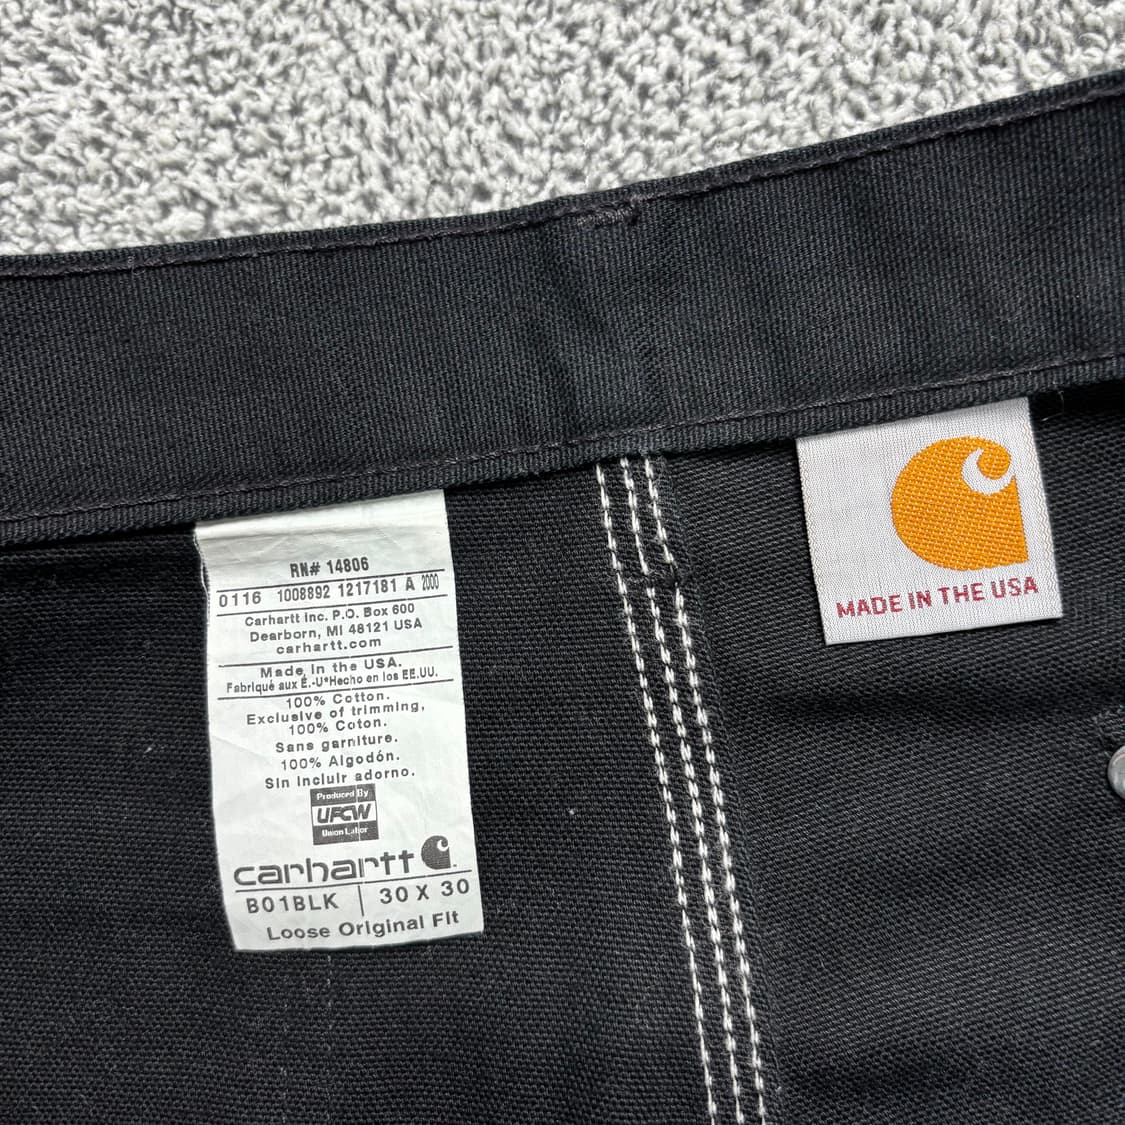 RN# 14806
0116 1008892 1217181 A 2000
Carhartt Inc. P.O. Box 600
Dearborn, MI 48121 USA
carhartt.com
Made in the USA.
Fabriqué aux É.-U•Hecho en los EE.UU.
100% Cotton.
Exclusive of trimming,
100% Coton.
Sans garniture.
100% Algodón.
Sin incluir adorno.
Produced By
UFCW
Union Labor
carhartt
B01BLK 30 X 30
Loose Original Fit
MADE IN THE USA